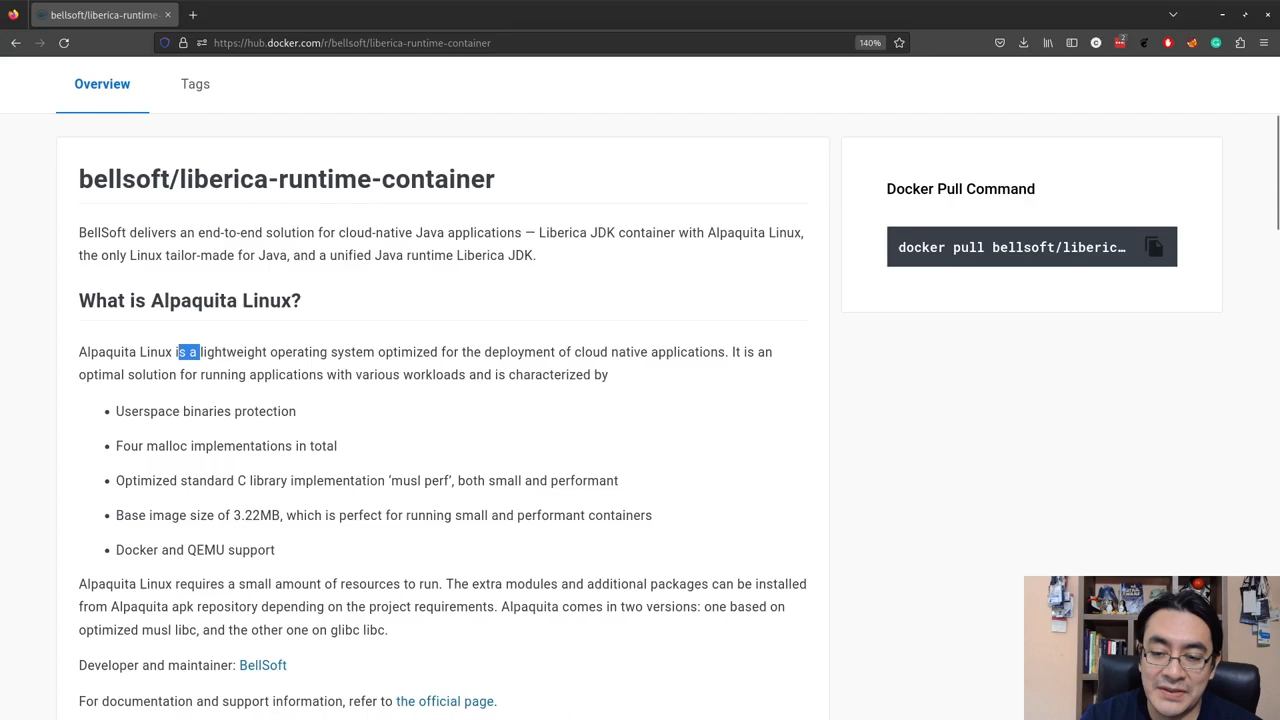 bellsoft/liberica-runtime-
https://hub.docker.com/r/bellsoft/liberica-runtime-container
140%
2
Overview
Tags
bellsoft/liberica-runtime-container
BellSoft delivers an end-to-end solution for cloud-native Java applications — Liberica JDK container with Alpaquita Linux,
the only Linux tailor-made for Java, and a unified Java runtime Liberica JDK.
What is Alpaquita Linux?
Alpaquita Linux is a lightweight operating system optimized for the deployment of cloud native applications. It is an
optimal solution for running applications with various workloads and is characterized by
• Userspace binaries protection
• Four malloc implementations in total
• Optimized standard C library implementation ‘musl perf’, both small and performant
• Base image size of 3.22MB, which is perfect for running small and performant containers
• Docker and QEMU support
Alpaquita Linux requires a small amount of resources to run. The extra modules and additional packages can be installed
from Alpaquita apk repository depending on the project requirements. Alpaquita comes in two versions: one based on
optimized musl libc, and the other one on glibc libc.
Developer and maintainer: BellSoft
For documentation and support information, refer to the official page.
Docker Pull Command
docker pull bellsoft/liberic…